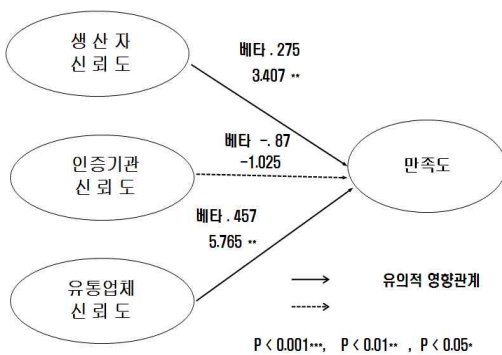 생 산 자
신 뢰 도
베타 . 275
3.407 **
인증기관
신 뢰 도
베타 -. 87
-1.025
만족도
베타 . 457
5.765 **
유통업체
신 뢰 도
유의적 영향관계
P < 0.001***, P < 0.01** , P < 0.05*